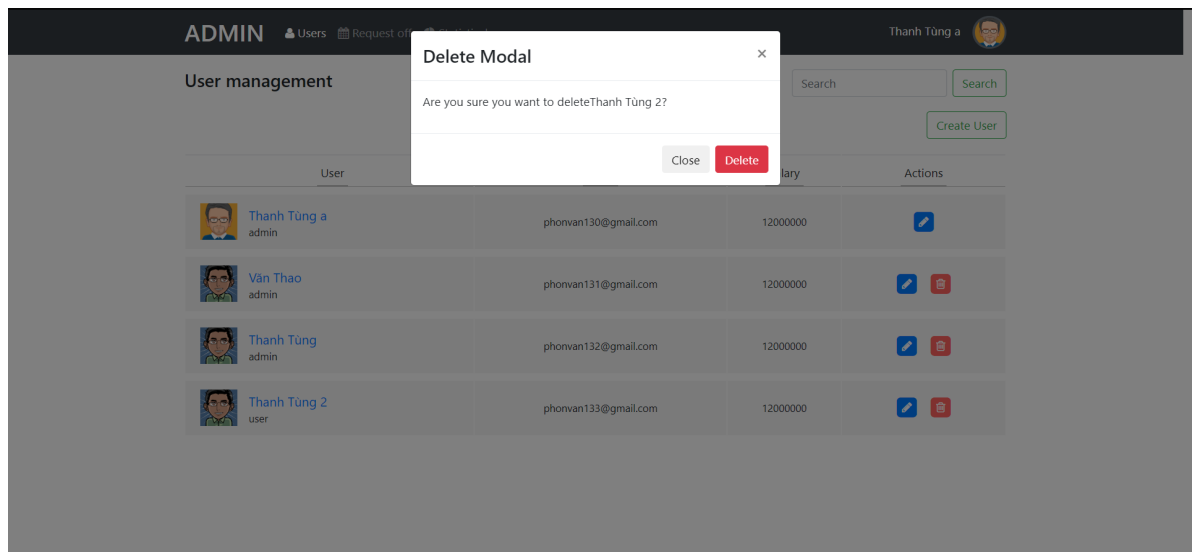 ADMIN Users Request off Thanh Tùng a
Delete Modal ×
User management Search Search
Are you sure you want to deleteThanh Tùng 2?
Create User
Close Delete
User lary Actions
Thanh Tùng a
admin
phonvan130@gmail.com 12000000
Văn Thao
admin
phonvan131@gmail.com 12000000
Thanh Tùng
admin
phonvan132@gmail.com 12000000
Thanh Tùng 2
user
phonvan133@gmail.com 12000000